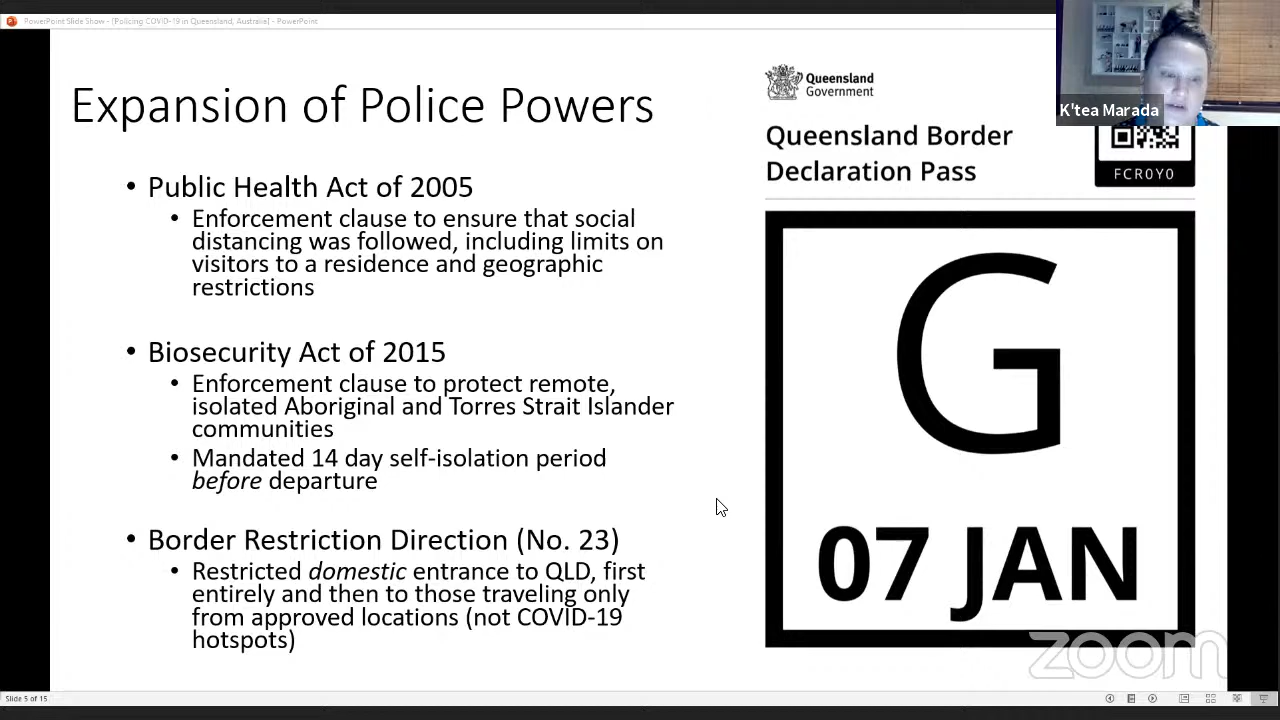 PowerPoint Slide Show - [Policing COVID-19 in Queensland, Australia] - PowerPoint
K'tea Marada
Expansion of Police Powers
• Public Health Act of 2005
• Enforcement clause to ensure that social
distancing was followed, including limits on
visitors to a residence and geographic
restrictions
• Biosecurity Act of 2015
• Enforcement clause to protect remote,
isolated Aboriginal and Torres Strait Islander
communities
• Mandated 14 day self-isolation period
before departure
• Border Restriction Direction (No. 23)
• Restricted domestic entrance to QLD, first
entirely and then to those traveling only
from approved locations (not COVID-19
hotspots)
Queensland
Government
Queensland Border
Declaration Pass
FCR0Y0
G
07 JAN
zoom
Slide 5 of 15